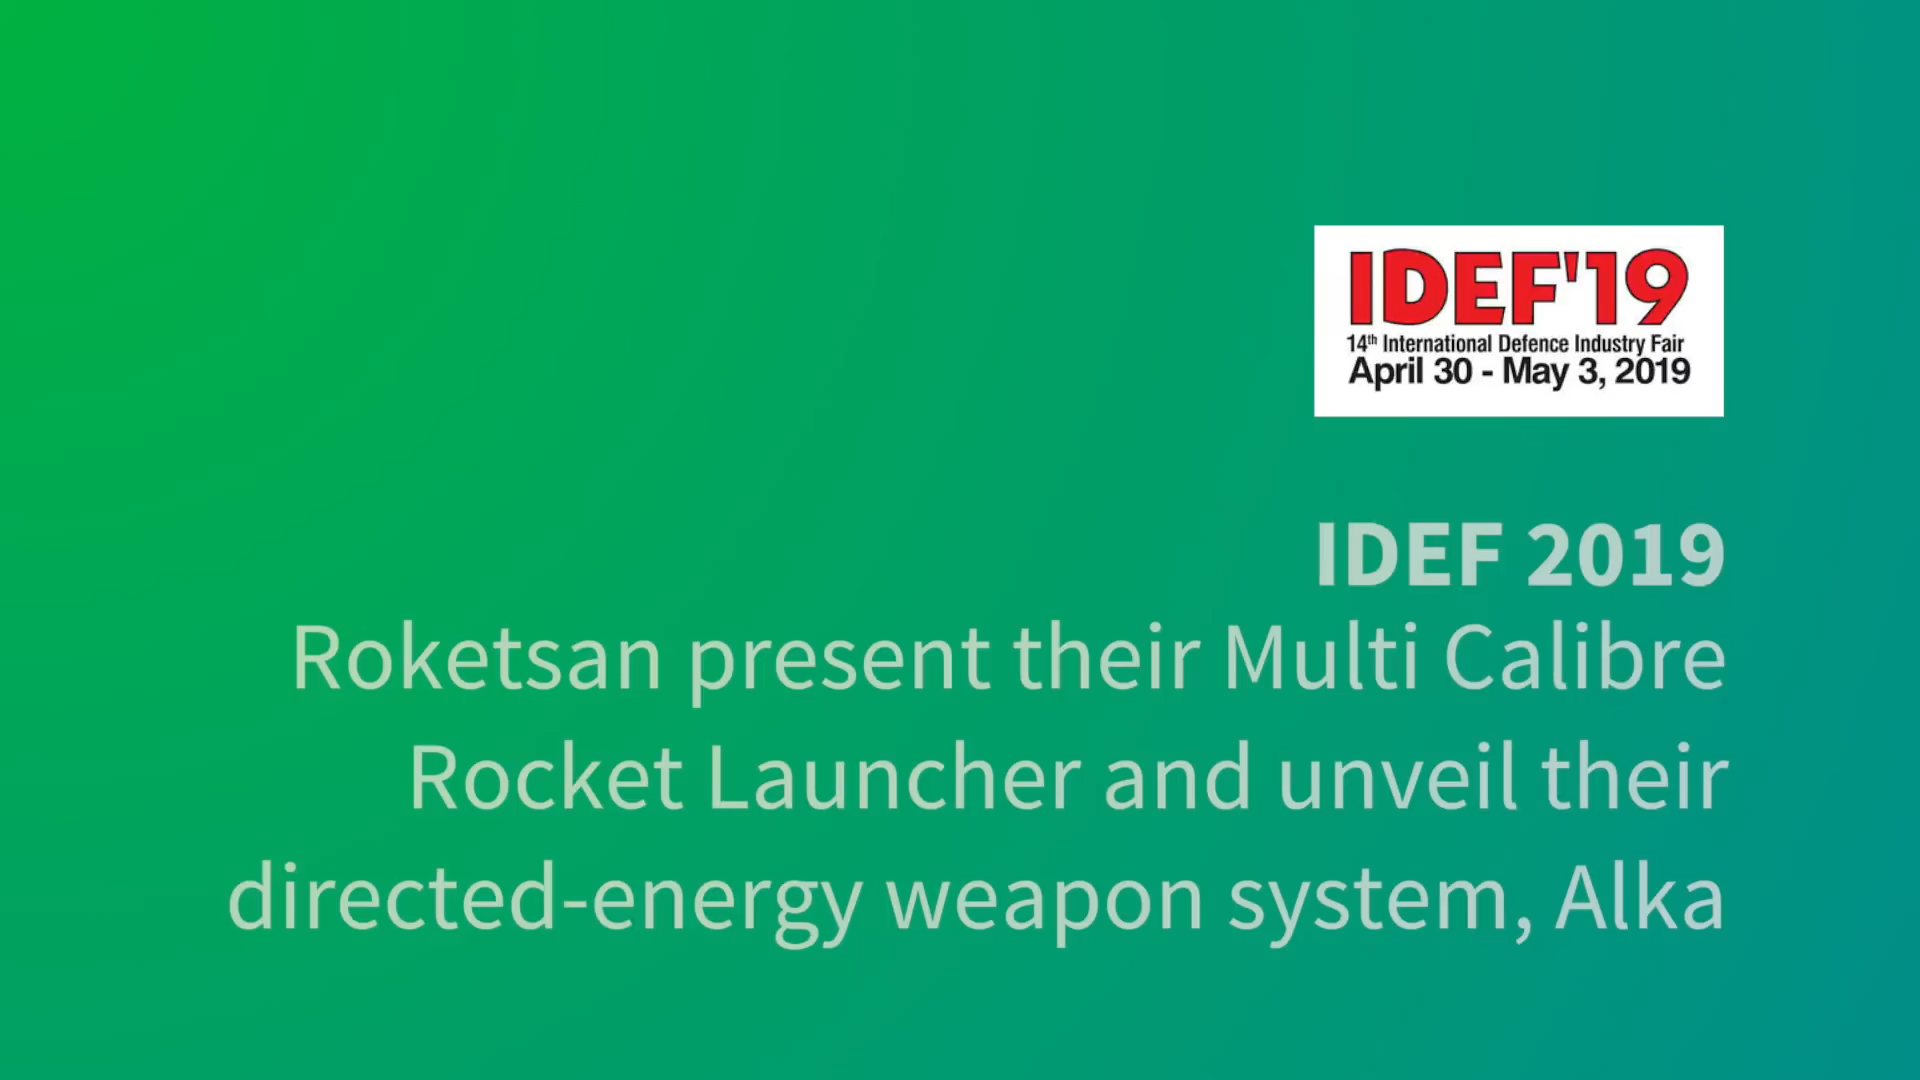 IDEF'19
14th International Defence Industry Fair
April 30 - May 3, 2019
IDEF 2019
Roketsan present their Multi Calibre
Rocket Launcher and unveil their
directed-energy weapon system, Alka